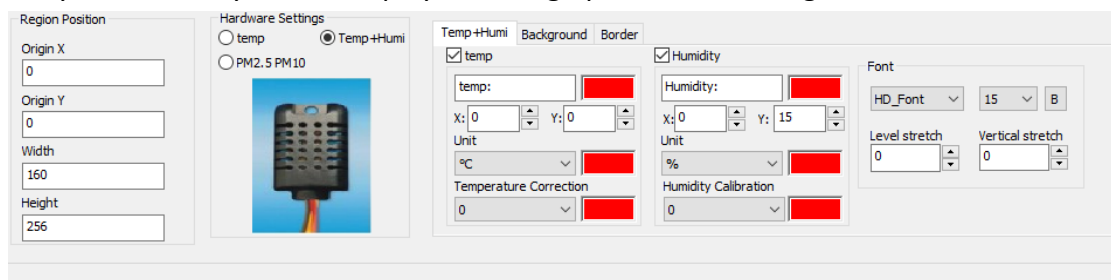 Region Position
Origin X
0
Origin Y
0
Width
160
Height
256
Hardware Settings
temp
Temp+Humi
PM2.5 PM10
Temp+Humi Background Border
temp
temp:
X: 0 Y: 0
Unit
℃
Temperature Correction
0
Humidity
Humidity:
X: 0 Y: 15
Unit
%
Humidity Calibration
0
Font
HD_Font 15 B
Level stretch Vertical stretch
0 0